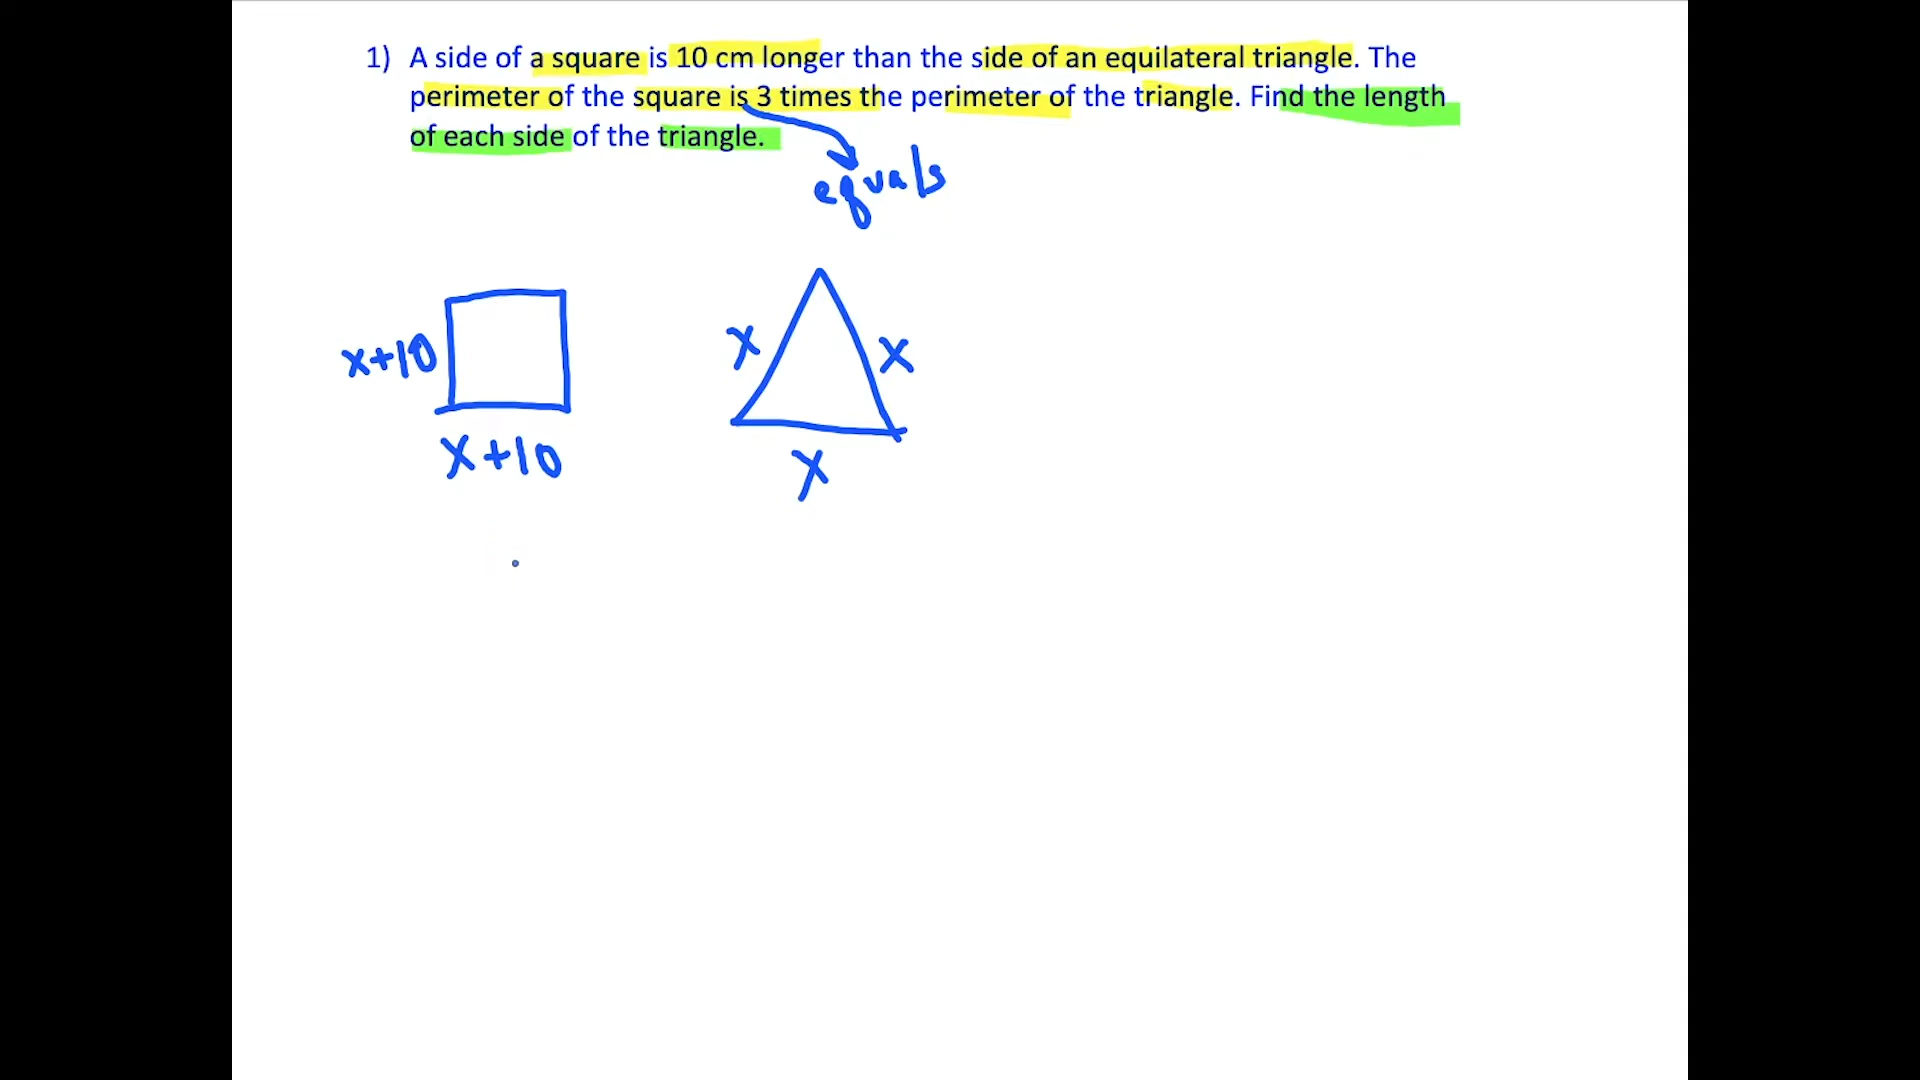 1) A side of a square is 10 cm longer than the side of an equilateral triangle. The
perimeter of the square is 3 times the perimeter of the triangle. Find the length
of each side of the triangle.
equals
x+10
x
x
x+10
x